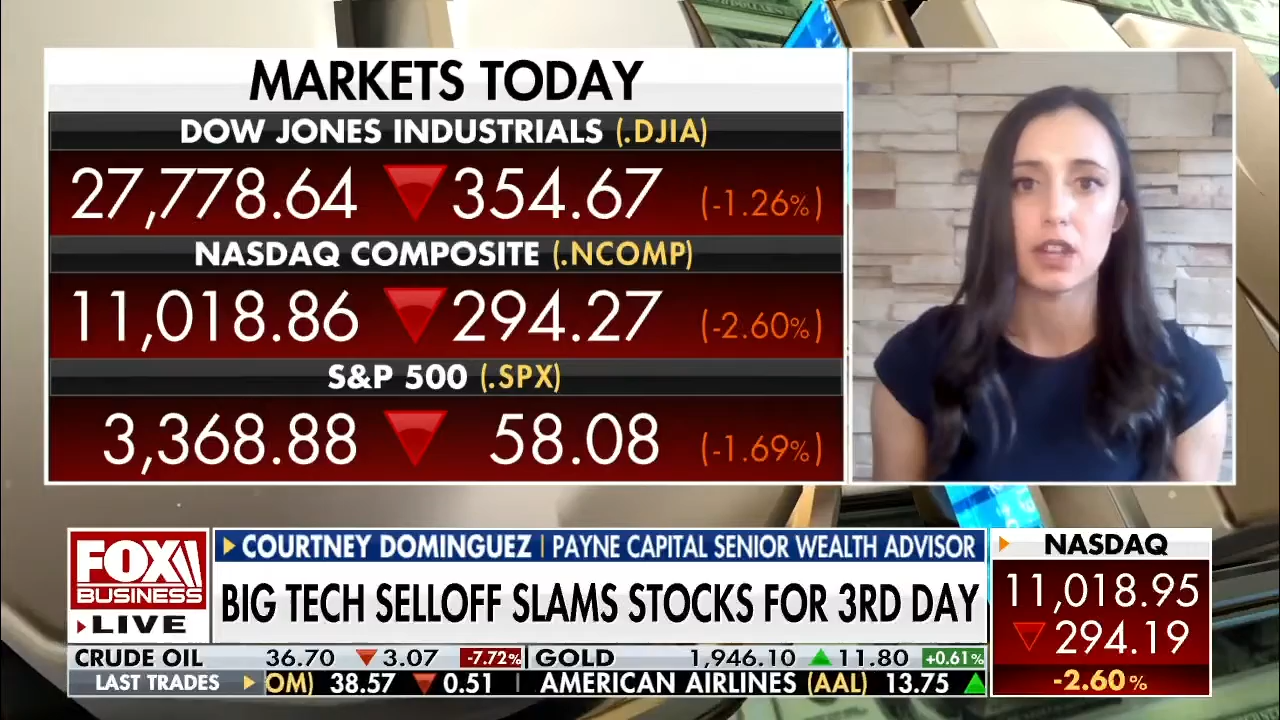 MARKETS TODAY
DOW JONES INDUSTRIALS (.DJIA)
27,778.64 ▼ 354.67 (-1.26%)
NASDAQ COMPOSITE (.NCOMP)
11,018.86 ▼ 294.27 (-2.60%)
S&P 500 (.SPX)
3,368.88 ▼ 58.08 (-1.69%)
FOX
BUSINESS
LIVE
COURTNEY DOMINGUEZ | PAYNE CAPITAL SENIOR WEALTH ADVISOR
BIG TECH SELLOFF SLAMS STOCKS FOR 3RD DAY
CRUDE OIL 36.70 ▼ 3.07 -7.72% GOLD 1,946.10 ▲ 11.80 +0.61%
LAST TRADES OM) 38.57 ▼ 0.51 | AMERICAN AIRLINES (AAL) 13.75 ▲
NASDAQ
11,018.95
▼ 294.19
-2.60%